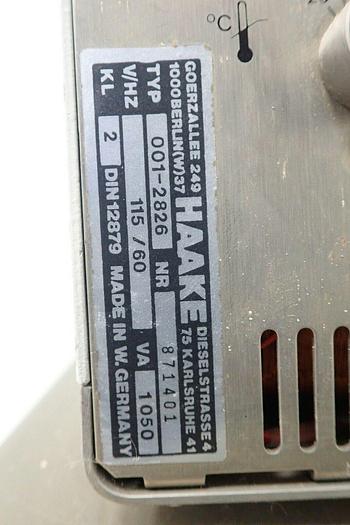 °C
GOERZALLEE 249
1000 BERLIN(W)37
HAAKE
DIESELSTRASSE 4
75 KARLSRUHE 41
TYP 001-2826 NR 871401
V/HZ 115/60 VA 1050
KL 2 DIN 12879 MADE IN W. GERMANY